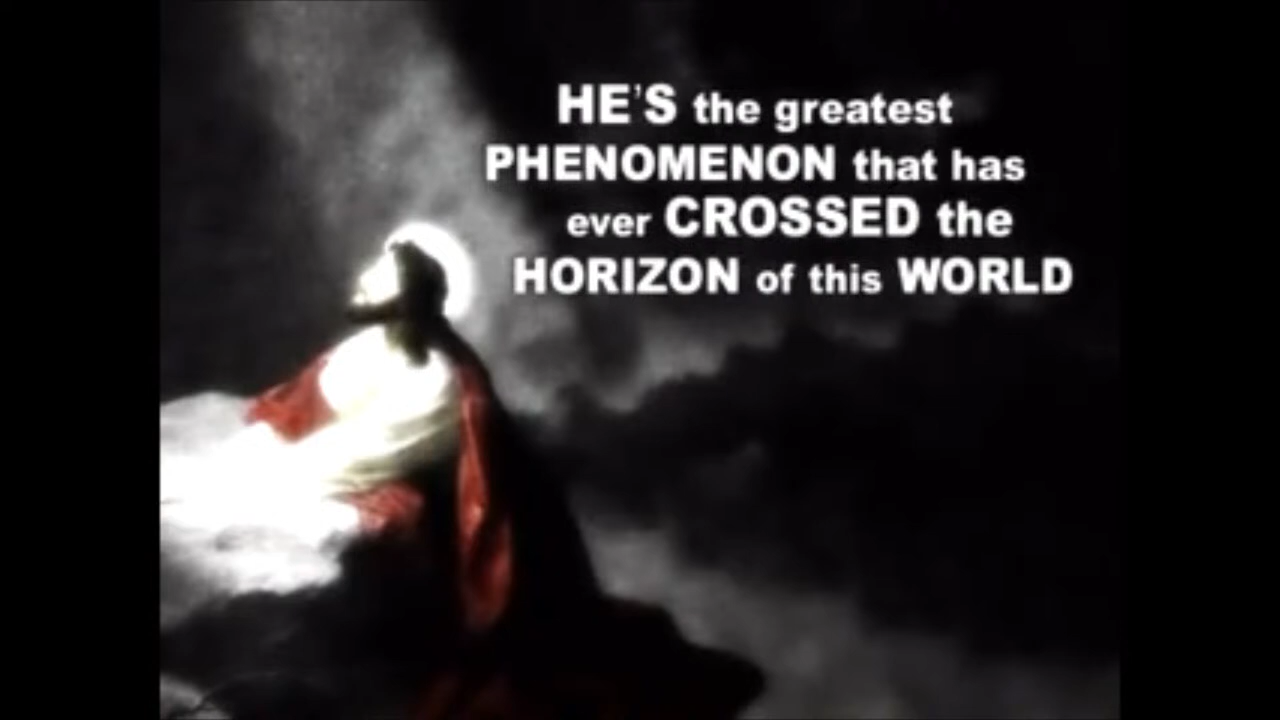 HE'S the greatest
PHENOMENON that has
ever CROSSED the
HORIZON of this WORLD